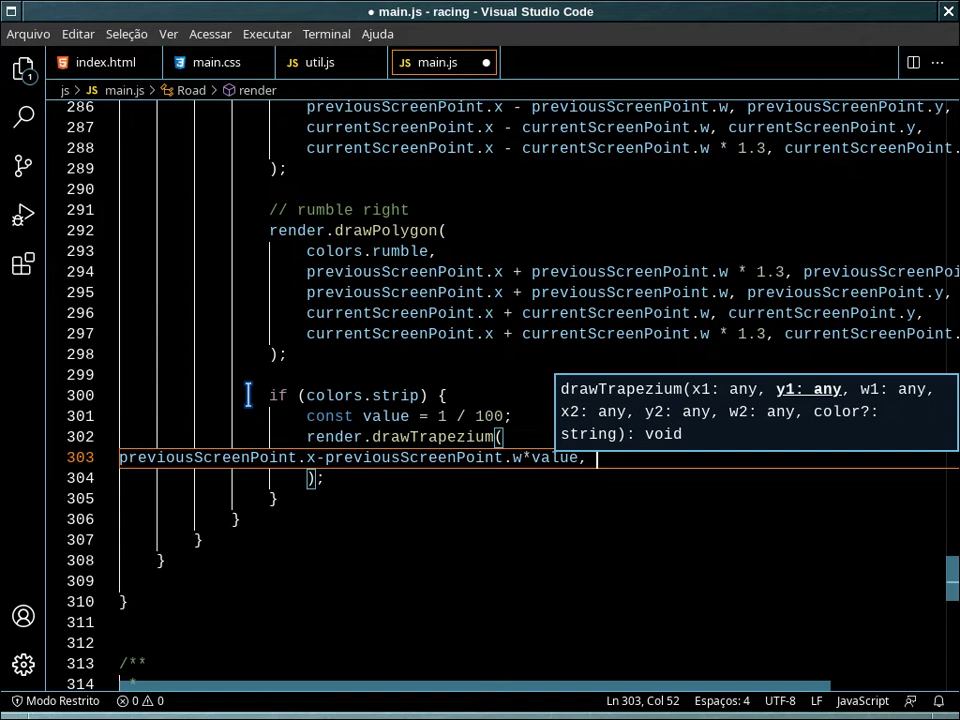 ● main.js - racing - Visual Studio Code
Arquivo Editar Seleção Ver Acessar Executar Terminal Ajuda
1
index.html main.css JS util.js JS main.js ●
js > JS main.js > Road > render
286 previousScreenPoint.x - previousScreenPoint.w, previousScreenPoint.y,
287 currentScreenPoint.x - currentScreenPoint.w, currentScreenPoint.y,
288 currentScreenPoint.x - currentScreenPoint.w * 1.3, currentScreenPoint.
289 );
290
291 // rumble right
292 render.drawPolygon(
293 colors.rumble,
294 previousScreenPoint.x + previousScreenPoint.w * 1.3, previousScreenPoi
295 previousScreenPoint.x + previousScreenPoint.w, previousScreenPoint.y,
296 currentScreenPoint.x + currentScreenPoint.w, currentScreenPoint.y,
297 currentScreenPoint.x + currentScreenPoint.w * 1.3, currentScreenPoint.
298 );
299
300 if (colors.strip) {
301 const value = 1 / 100;
302 render.drawTrapezium(
303 previousScreenPoint.x-previousScreenPoint.w*value,
304 );
305 }
306 }
307 }
308 }
309
310 }
311
312
313 /**
314 *
drawTrapezium(x1: any, y1: any, w1: any,
x2: any, y2: any, w2: any, color?:
string): void
Modo Restrito 0 0 Ln 303, Col 52 Espaços: 4 UTF-8 LF JavaScript